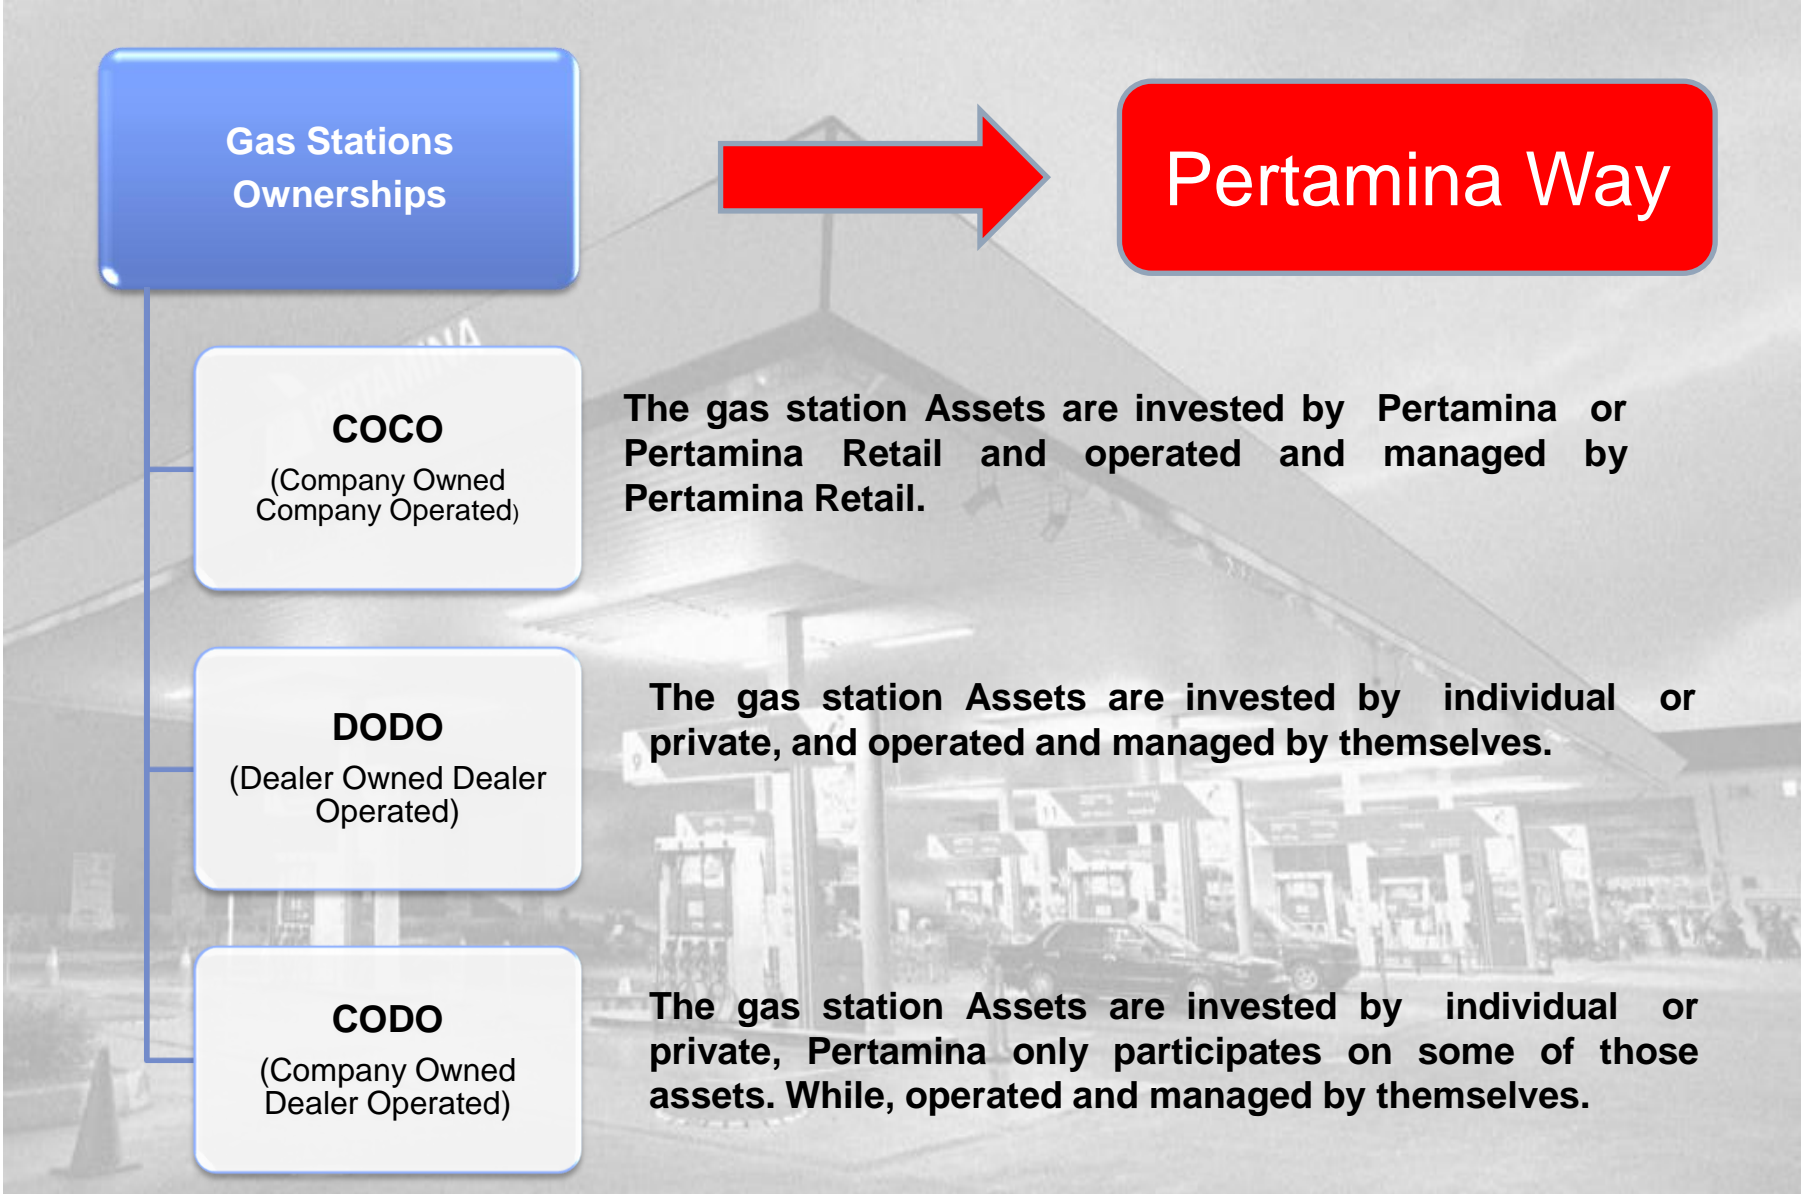 Gas Stations
Ownerships
Pertamina Way
PERTAMINA
COCO
(Company Owned
Company Operated)
The gas station Assets are invested by Pertamina or
Pertamina Retail and operated and managed by
Pertamina Retail.
DODO
(Dealer Owned Dealer
Operated)
The gas station Assets are invested by individual or
private, and operated and managed by themselves.
9
11
CODO
(Company Owned
Dealer Operated)
The gas station Assets are invested by individual or
private, Pertamina only participates on some of those
assets. While, operated and managed by themselves.